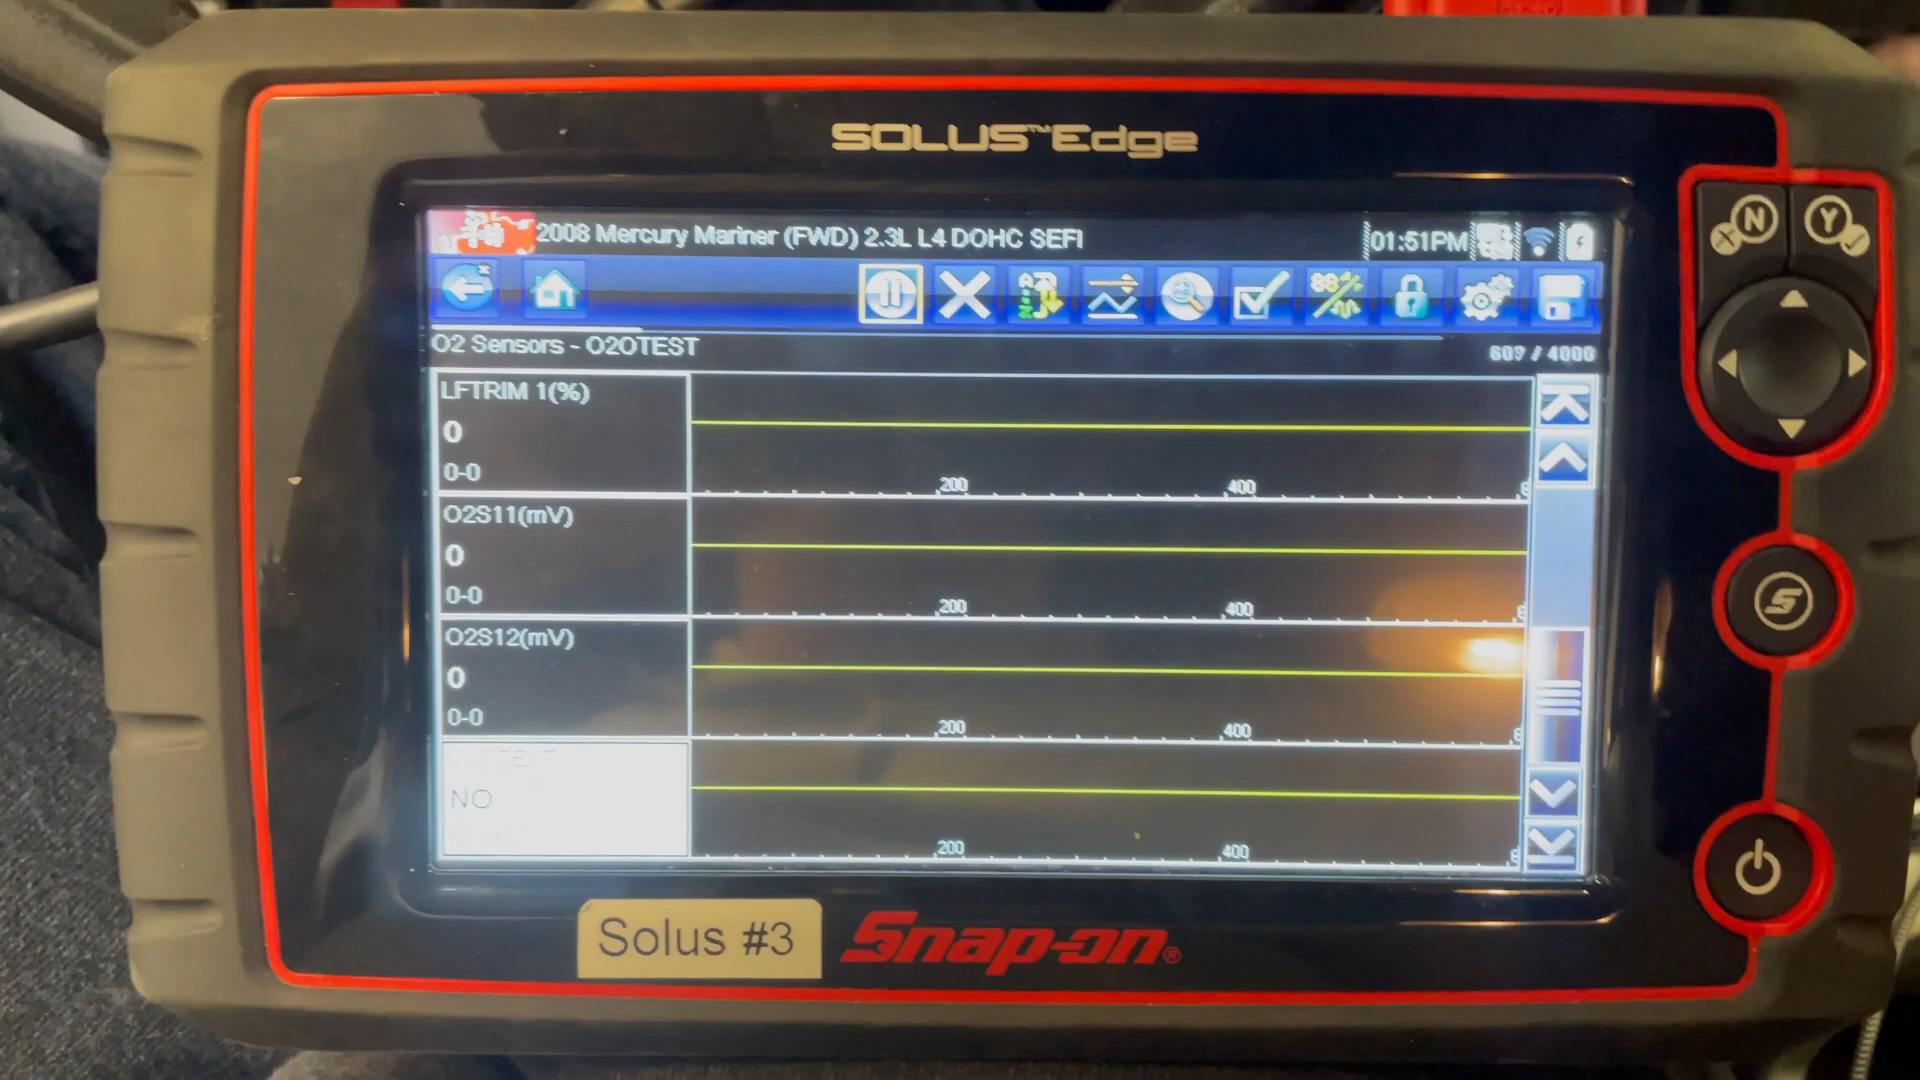 SOLUS™ Edge
2008 Mercury Mariner (FWD) 2.3L L4 DOHC SEFI 01:51PM
O2 Sensors - O2OTEST / 4000
LFTRIM 1(%)
0
0-0
200 400
O2S11(mV)
0
0-0
200 400
O2S12(mV)
0
0-0
200 400
NO
200 400
Solus #3
Snap-on®
N
Y
S